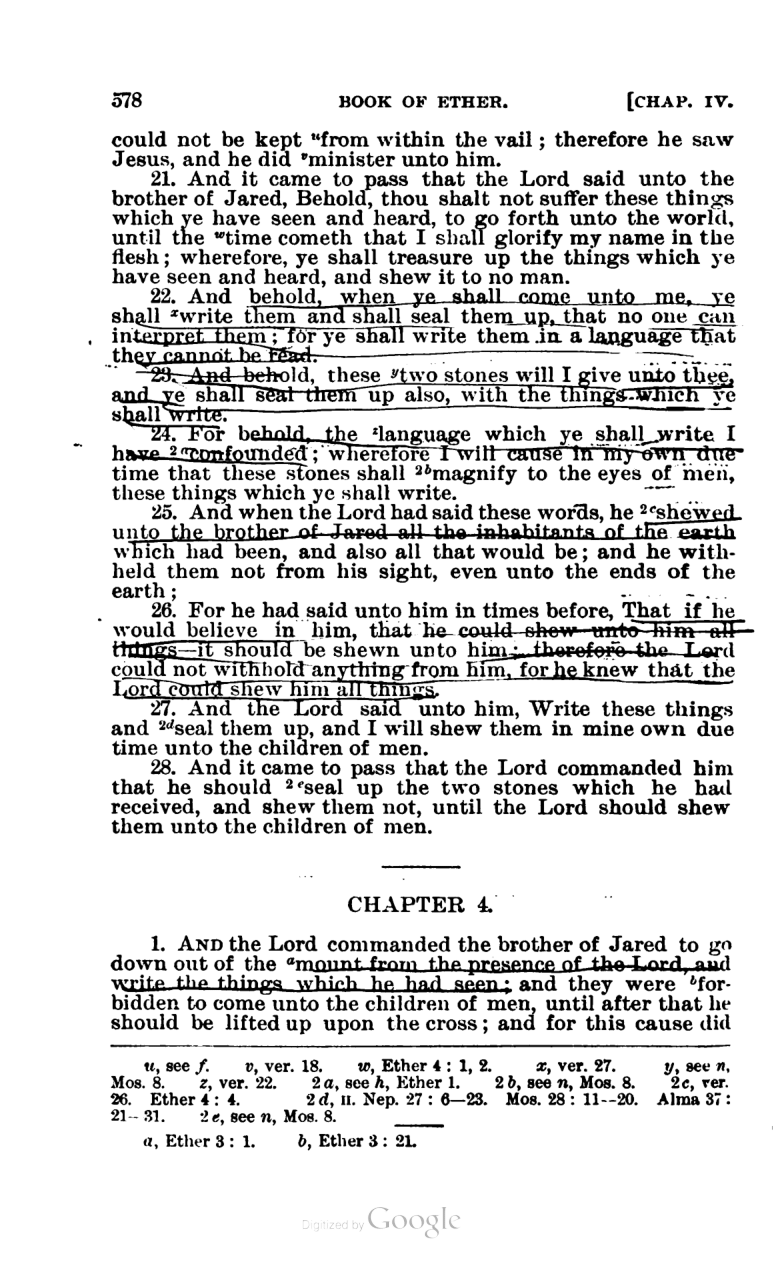 578 BOOK OF ETHER. [CHAP. IV.
could not be kept ᵘfrom within the vail; therefore he saw
Jesus, and he did ᵛminister unto him.
21. And it came to pass that the Lord said unto the
brother of Jared, Behold, thou shalt not suffer these things
which ye have seen and heard, to go forth unto the world,
until the ʷtime cometh that I shall glorify my name in the
flesh; wherefore, ye shall treasure up the things which ye
have seen and heard, and shew it to no man.
22. And behold, when ye shall come unto me, ye
shall ˣwrite them and shall seal them up, that no one can
interpret them; for ye shall write them in a language that
they cannot be read.
23. And behold, these ʸtwo stones will I give unto thee,
and ye shall seal them up also, with the things which ye
shall write.
24. For behold, the ᶻlanguage which ye shall write I
have ²ᵃconfounded; wherefore I will cause in my own due
time that these stones shall ²ᵇmagnify to the eyes of men,
these things which ye shall write.
25. And when the Lord had said these words, he ²ᶜshewed
unto the brother of Jared all the inhabitants of the earth
which had been, and also all that would be; and he with-
held them not from his sight, even unto the ends of the
earth;
26. For he had said unto him in times before, That if he
would believe in him, that he could shew unto him all
things—it should be shewn unto him; therefore the Lord
could not withhold anything from him, for he knew that the
Lord could shew him all things.
27. And the Lord said unto him, Write these things
and ²ᵈseal them up, and I will shew them in mine own due
time unto the children of men.
28. And it came to pass that the Lord commanded him
that he should ²ᵉseal up the two stones which he had
received, and shew them not, until the Lord should shew
them unto the children of men.
CHAPTER 4.
1. AND the Lord commanded the brother of Jared to go
down out of the ᵃmount from the presence of the Lord, and
write the things which he had seen; and they were ᵇfor-
bidden to come unto the children of men, until after that he
should be lifted up upon the cross; and for this cause did
u, see f. v, ver. 18. w, Ether 4: 1, 2. x, ver. 27. y, see n,
Mos. 8. z, ver. 22. 2 a, see h, Ether 1. 2 b, see n, Mos. 8. 2c, ver.
26. Ether 4: 4. 2 d, II. Nep. 27: 6—23. Mos. 28: 11--20. Alma 37:
21--31. 2 e, see n, Mos. 8.
a, Ether 3: 1. b, Ether 3: 21.
Digitized by Google